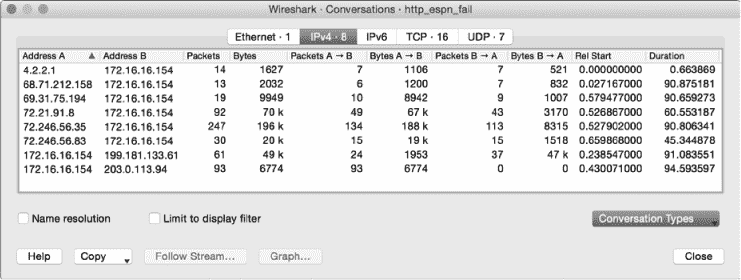 Wireshark · Conversations · http_espn_fail
Ethernet · 1 IPv4 · 8 IPv6 TCP · 16 UDP · 7
Address A Address B Packets Bytes Packets A → B Bytes A → B Packets B → A Bytes B → A Rel Start Duration
4.2.2.1 172.16.16.154 14 1627 7 1106 7 521 0.000000000 0.663869
68.71.212.158 172.16.16.154 13 2032 6 1200 7 832 0.027167000 90.875181
69.31.75.194 172.16.16.154 19 9949 10 8942 9 1007 0.579477000 90.659273
72.21.91.8 172.16.16.154 92 70 k 49 67 k 43 3170 0.526867000 60.553187
72.246.56.35 172.16.16.154 247 196 k 134 188 k 113 8315 0.527902000 90.806341
72.246.56.83 172.16.16.154 30 20 k 15 19 k 15 1518 0.659868000 45.344878
172.16.16.154 199.181.133.61 61 49 k 24 1953 37 47 k 0.238547000 91.083551
172.16.16.154 203.0.113.94 93 6774 93 6774 0 0 0.430071000 94.593597
Name resolution Limit to display filter Conversation Types
Help Copy Follow Stream... Graph... Close